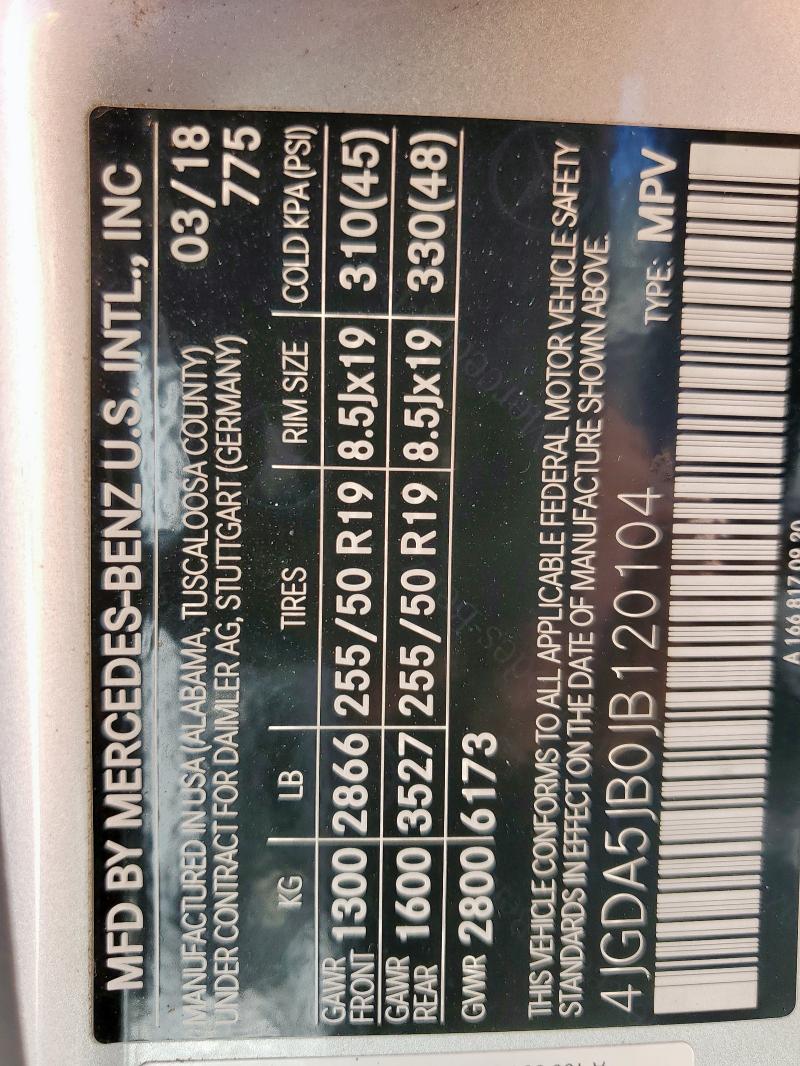 MFD BY MERCEDES-BENZ U.S. INTL., INC
MANUFACTURED IN USA (ALABAMA, TUSCALOOSA COUNTY) 03/18
UNDER CONTRACT FOR DAIMLER AG, STUTTGART (GERMANY) 775
KG LB TIRES RIM SIZE COLD KPA(PSI)
GAWR FRONT 1300 2866 255/50 R19 8.5Jx19 310(45)
GAWR REAR 1600 3527 255/50 R19 8.5Jx19 330(48)
GVWR 2800 6173
THIS VEHICLE CONFORMS TO ALL APPLICABLE FEDERAL MOTOR VEHICLE SAFETY
STANDARDS IN EFFECT ON THE DATE OF MANUFACTURE SHOWN ABOVE.
4JGDA5JB0JB120104 TYPE: MPV
A 166 817 09 20